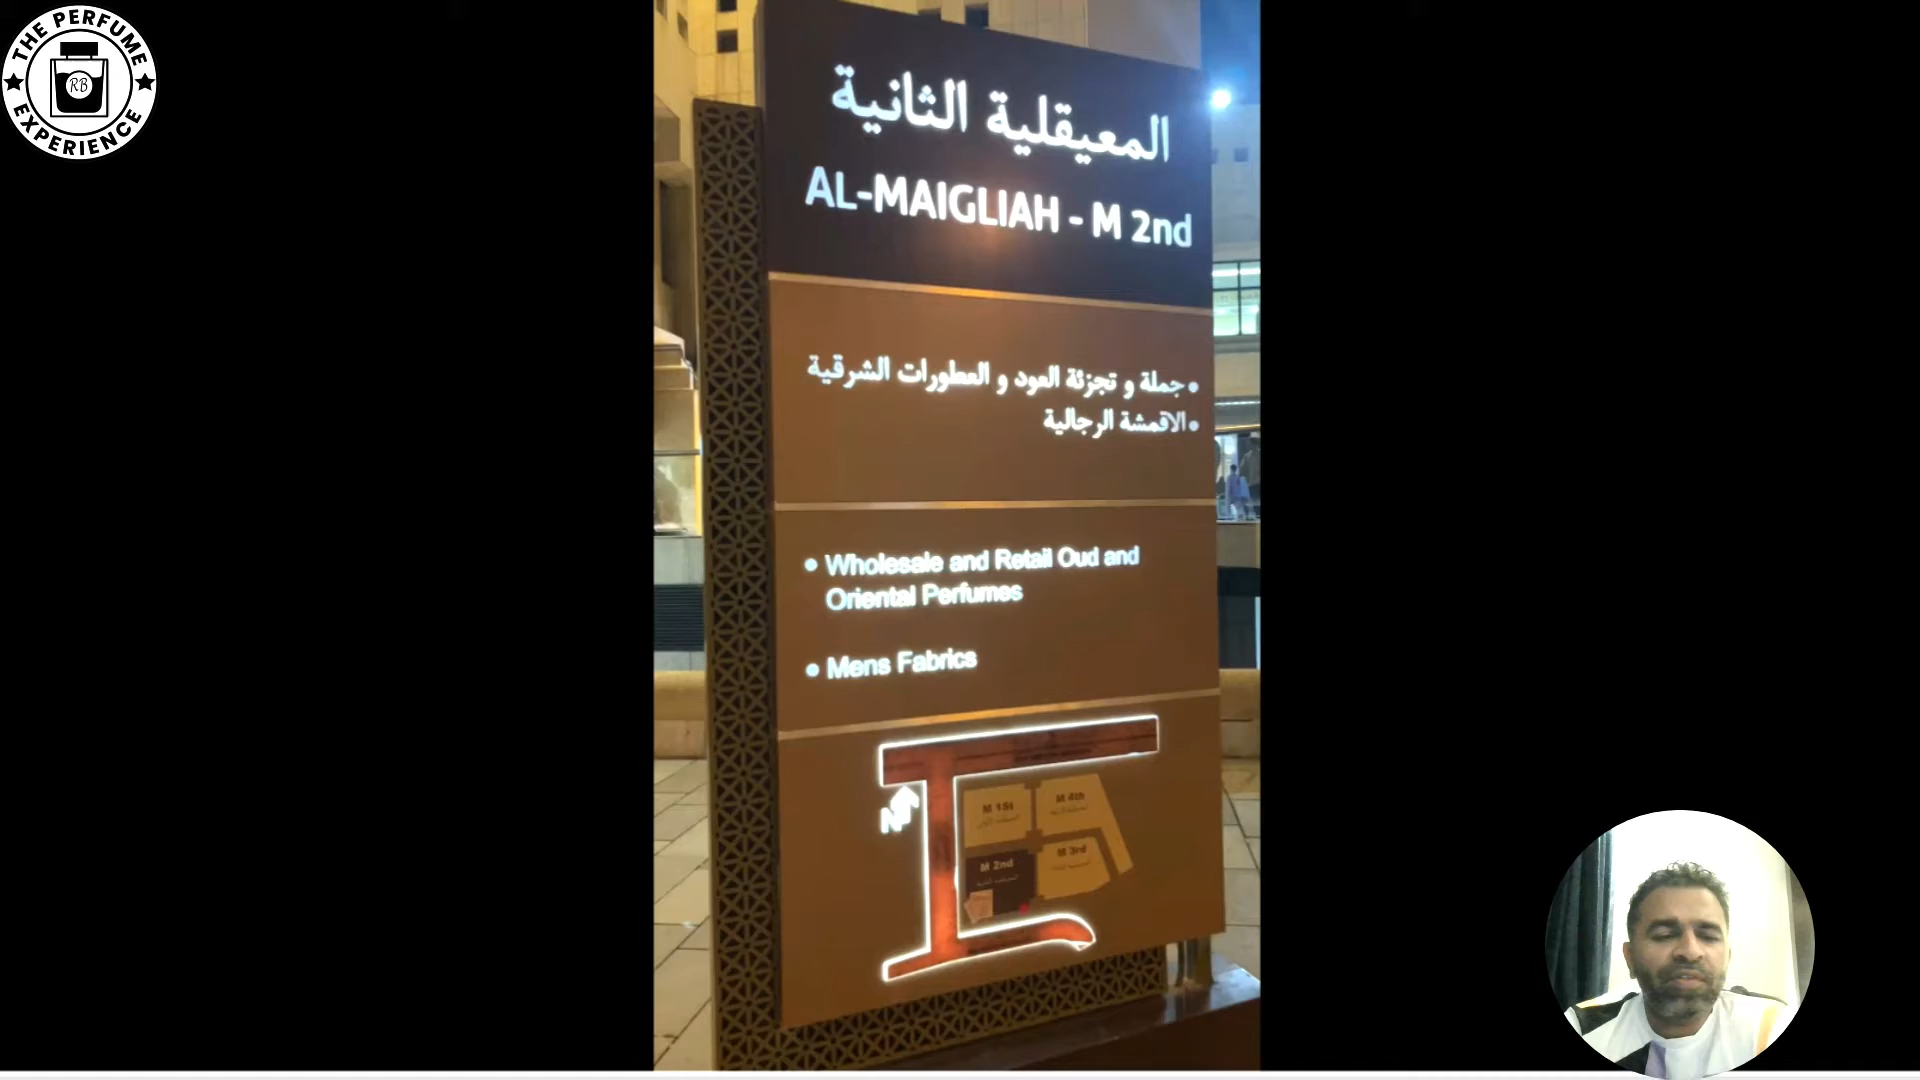 THE PERFUME
RB
EXPERIENCE
المعيقلية الثانية
AL-MAIGLIAH - M 2nd
• جملة و تجزئة العود و العطورات الشرقية
• الاقمشة الرجالية
• Wholesale and Retail Oud and
Oriental Perfumes
• Mens Fabrics
M 1St
M 4th
M 2nd
M 3rd
N